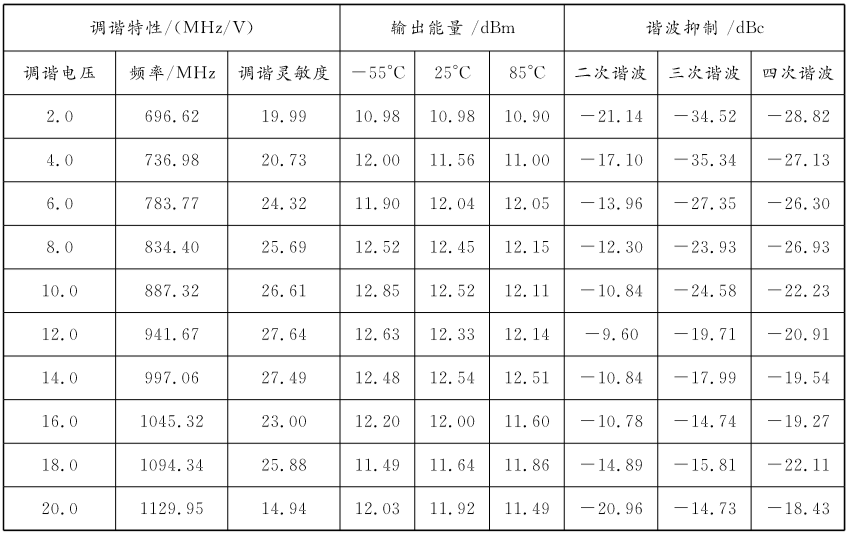 调谐特性/(MHz/V) 输出能量/dBm 谐波抑制/dBc
调谐电压 频率/MHz 调谐灵敏度 -55℃ 25℃ 85℃ 二次谐波 三次谐波 四次谐波
2.0 696.62 19.99 10.98 10.98 10.90 -21.14 -34.52 -28.82
4.0 736.98 20.73 12.00 11.56 11.00 -17.10 -35.34 -27.13
6.0 783.77 24.32 11.90 12.04 12.05 -13.96 -27.35 -26.30
8.0 834.40 25.69 12.52 12.45 12.15 -12.30 -23.93 -26.93
10.0 887.32 26.61 12.85 12.52 12.11 -10.84 -24.58 -22.23
12.0 941.67 27.64 12.63 12.33 12.14 -9.60 -19.71 -20.91
14.0 997.06 27.49 12.48 12.54 12.51 -10.84 -17.99 -19.54
16.0 1045.32 23.00 12.20 12.00 11.60 -10.78 -14.74 -19.27
18.0 1094.34 25.88 11.49 11.64 11.86 -14.89 -15.81 -22.11
20.0 1129.95 14.94 12.03 11.92 11.49 -20.96 -14.73 -18.43